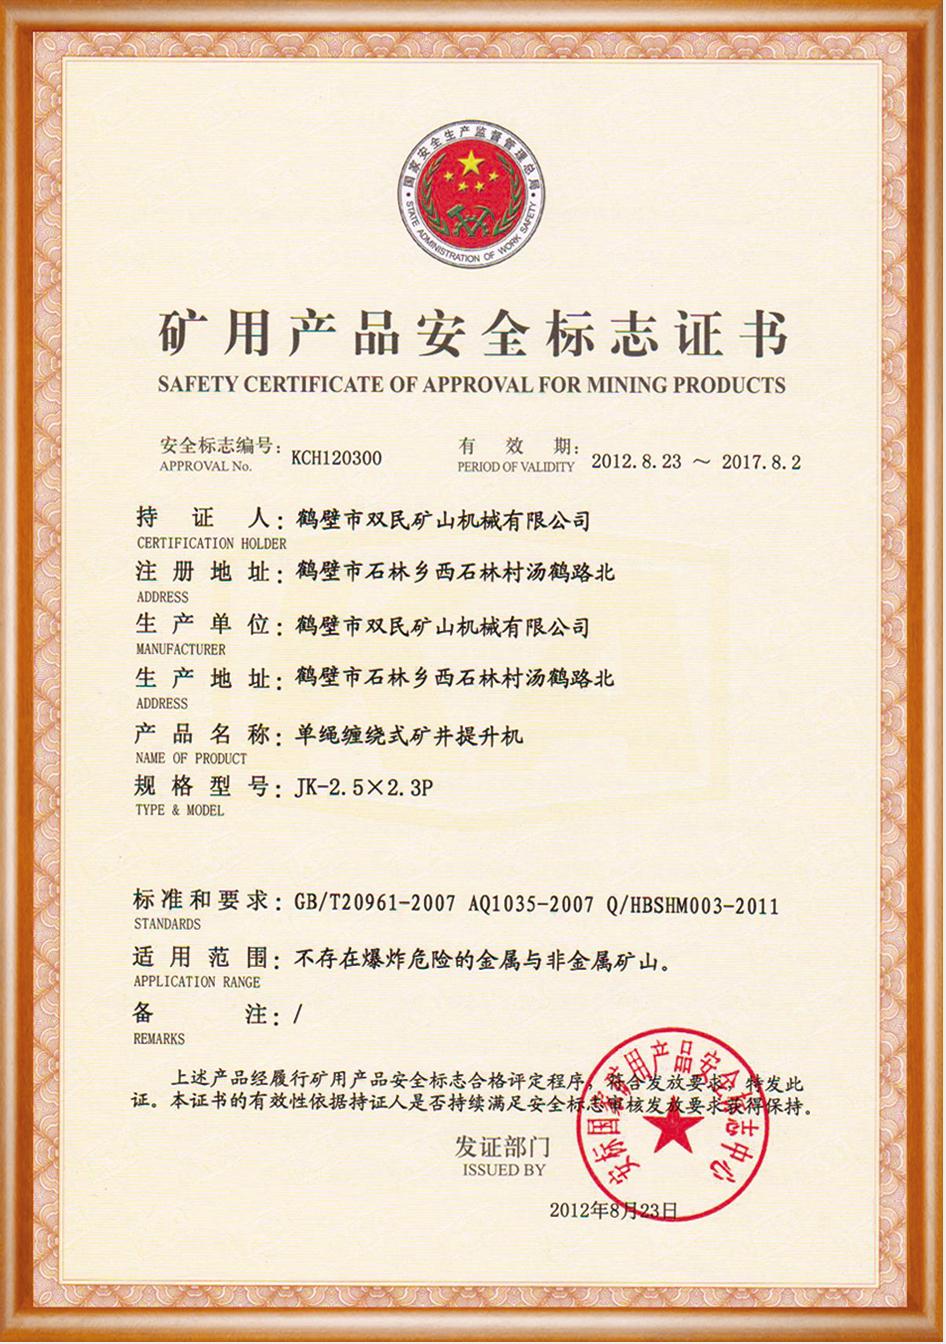 国家安全生产监督管理总局
STATE ADMINISTRATION OF WORK SAFETY
矿用产品安全标志证书
SAFETY CERTIFICATE OF APPROVAL FOR MINING PRODUCTS
安全标志编号: KCH120300 有效期: 2012.8.23 ～ 2017.8.2
APPROVAL No. PERIOD OF VALIDITY
持证人: 鹤壁市双民矿山机械有限公司
CERTIFICATION HOLDER
注册地址: 鹤壁市石林乡西石林村汤鹤路北
ADDRESS
生产单位: 鹤壁市双民矿山机械有限公司
MANUFACTURER
生产地址: 鹤壁市石林乡西石林村汤鹤路北
ADDRESS
产品名称: 单绳缠绕式矿井提升机
NAME OF PRODUCT
规格型号: JK-2.5×2.3P
TYPE & MODEL
标准和要求: GB/T20961-2007 AQ1035-2007 Q/HBSHM003-2011
STANDARDS
适用范围: 不存在爆炸危险的金属与非金属矿山。
APPLICATION RANGE
备注: /
REMARKS
上述产品经履行矿用产品安全标志合格评定程序，符合发放要求，特发此
证。本证书的有效性依据持证人是否持续满足安全标志审核发放要求获得保持。
发证部门
ISSUED BY
安标国家矿用产品安全标志中心
2012年8月23日